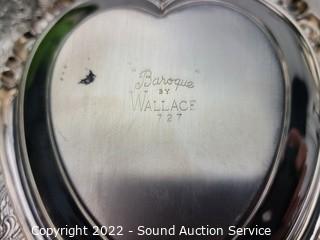 "Baroque"
BY
WALLACE
727
Copyright 2022 - Sound Auction Service